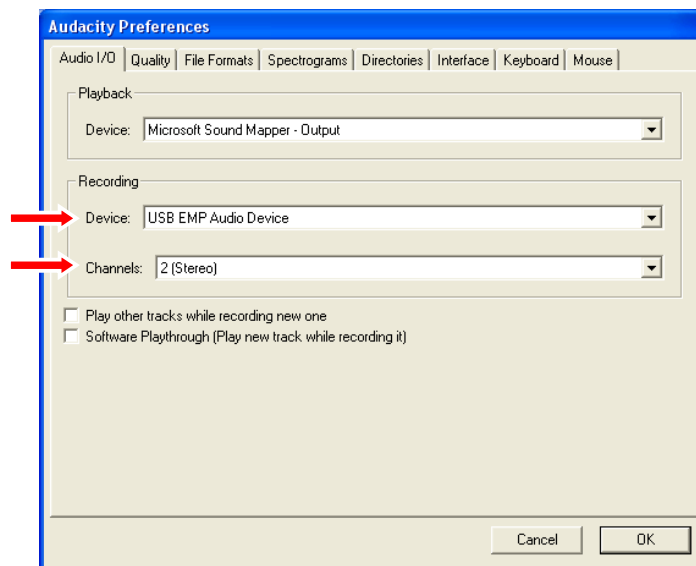 Audacity Preferences
Audio I/O Quality File Formats Spectrograms Directories Interface Keyboard Mouse
Playback
Device: Microsoft Sound Mapper - Output
Recording
Device: USB EMP Audio Device
Channels: 2 (Stereo)
Play other tracks while recording new one
Software Playthrough (Play new track while recording it)
Cancel OK